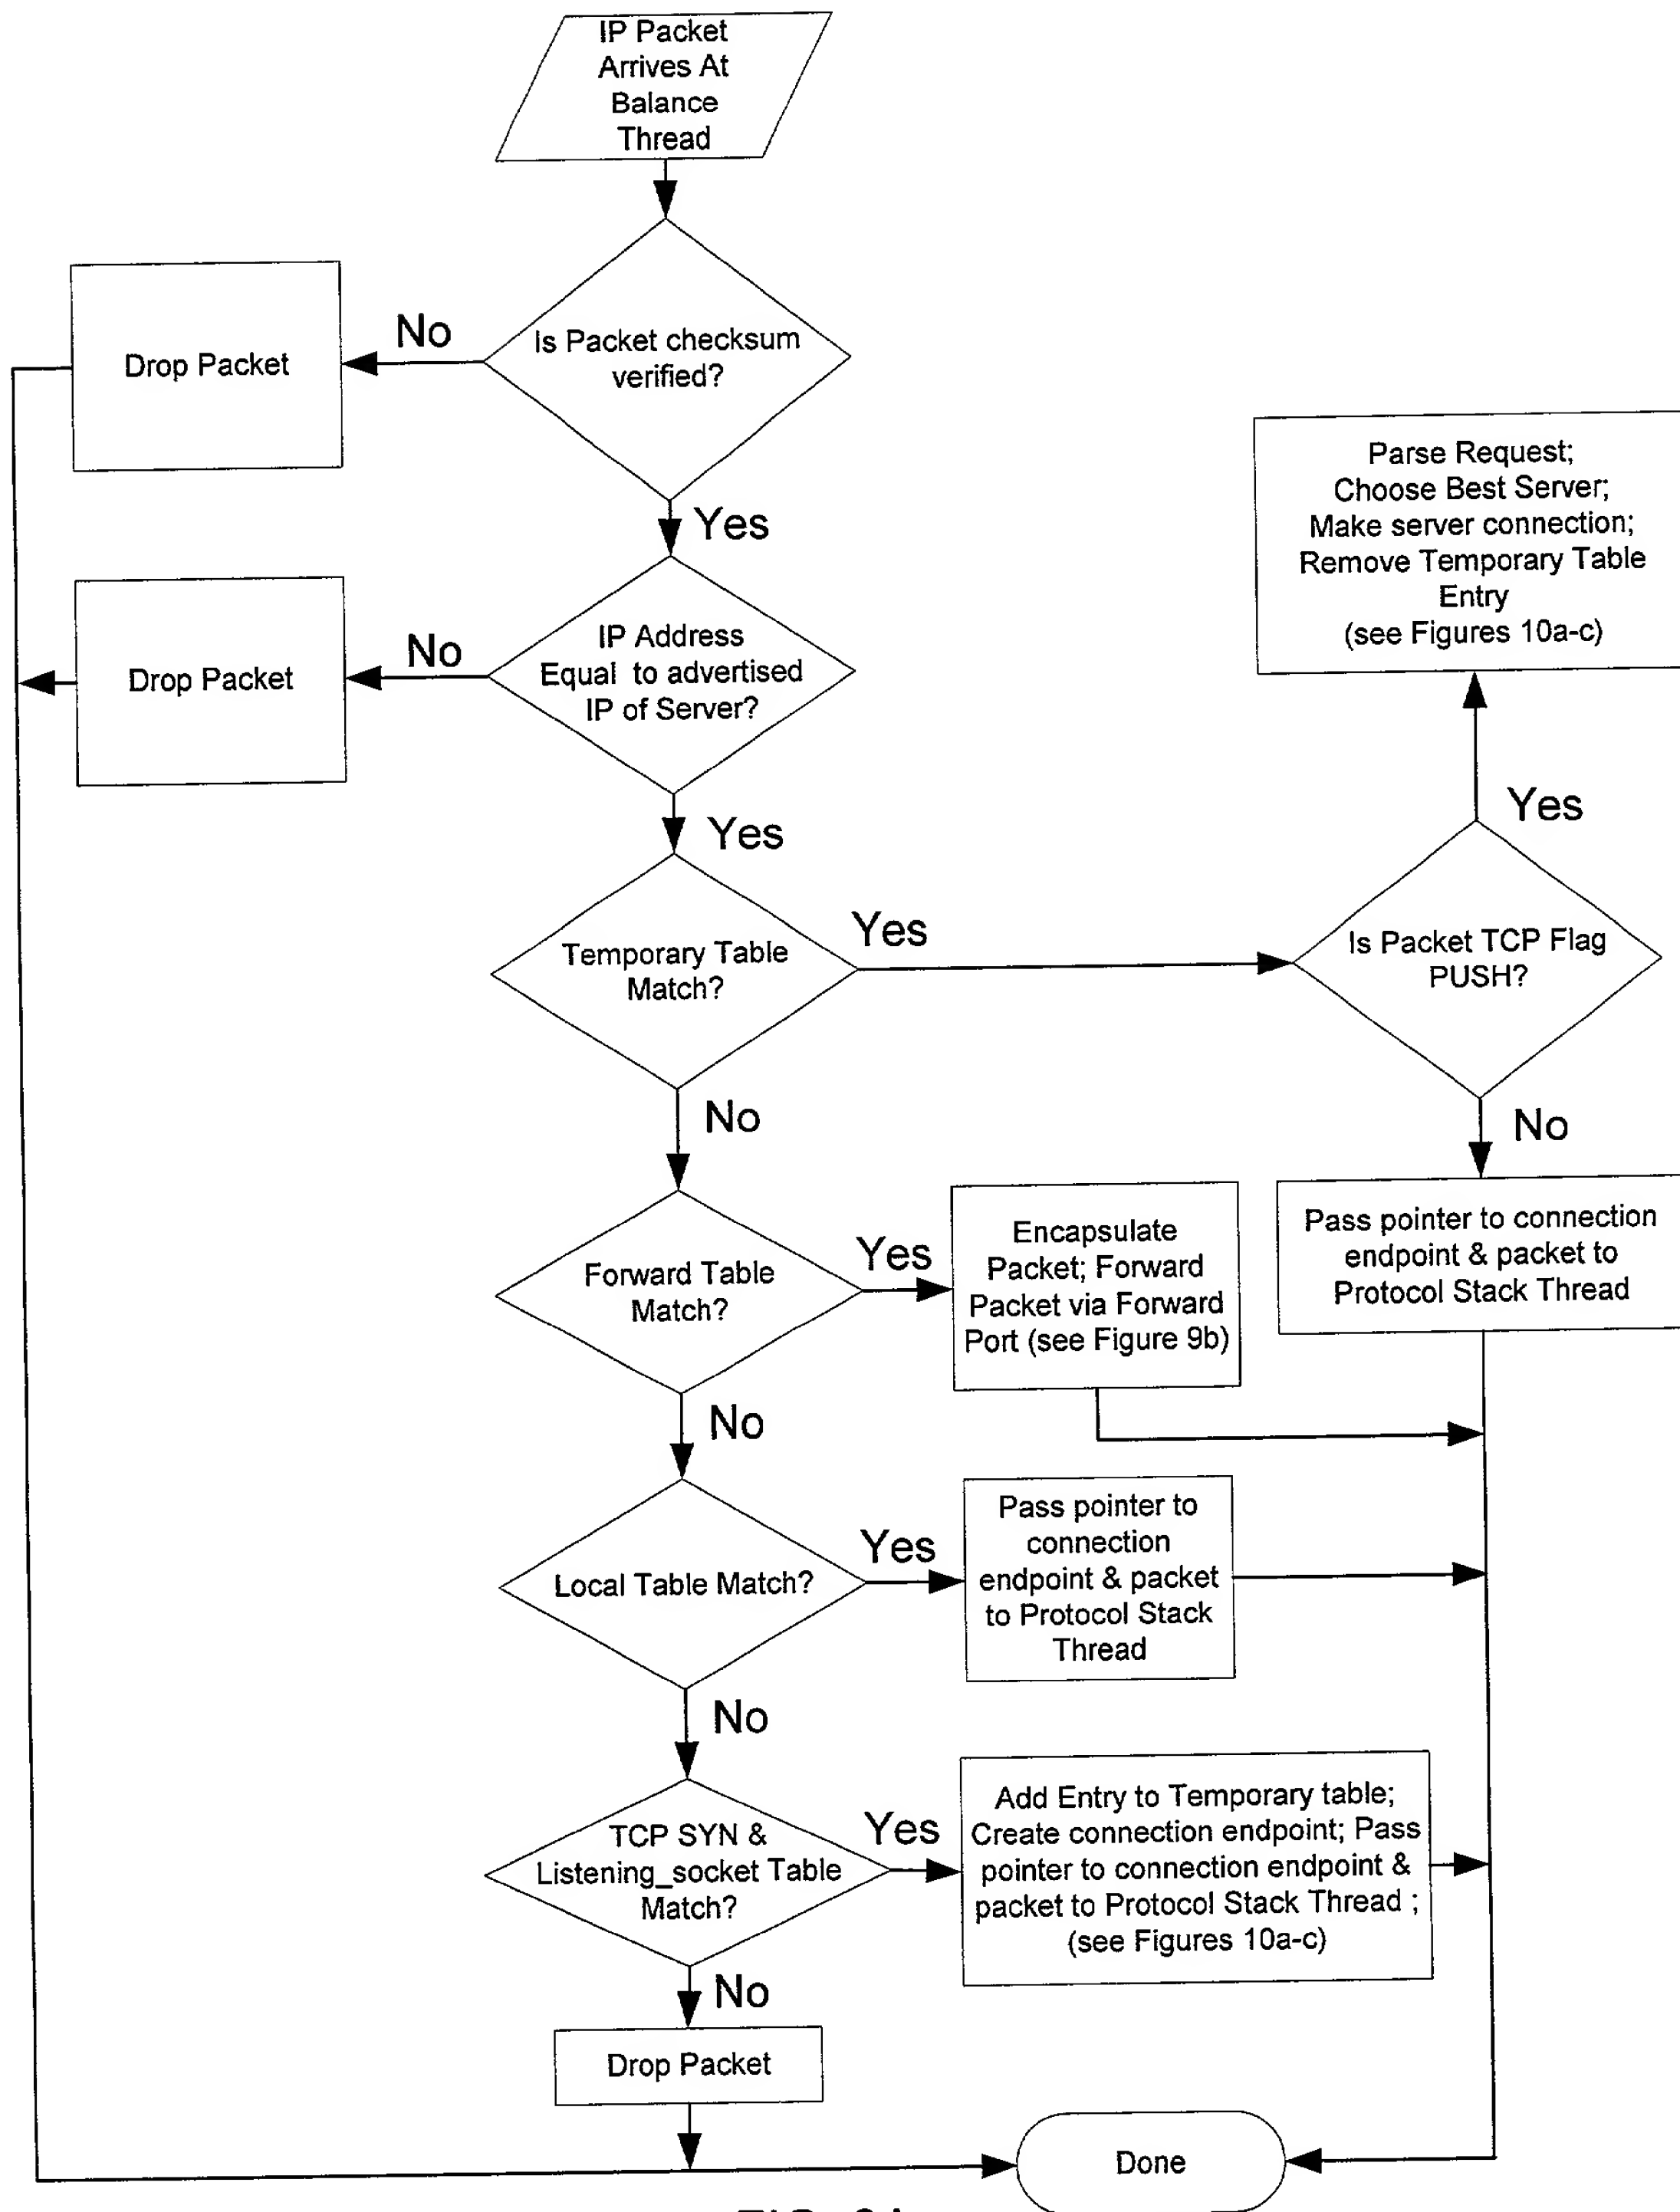 IP Packet
Arrives At
Balance
Thread
Is Packet checksum
verified?
No
Drop Packet
Yes
IP Address
Equal to advertised
IP of Server?
No
Drop Packet
Yes
Temporary Table
Match?
Yes
Is Packet TCP Flag
PUSH?
Yes
Parse Request;
Choose Best Server;
Make server connection;
Remove Temporary Table
Entry
(see Figures 10a-c)
No
Pass pointer to connection
endpoint & packet to
Protocol Stack Thread
No
Forward Table
Match?
Yes
Encapsulate
Packet; Forward
Packet via Forward
Port (see Figure 9b)
No
Local Table Match?
Yes
Pass pointer to
connection
endpoint & packet
to Protocol Stack
Thread
No
TCP SYN &
Listening_socket Table
Match?
Yes
Add Entry to Temporary table;
Create connection endpoint; Pass
pointer to connection endpoint &
packet to Protocol Stack Thread ;
(see Figures 10a-c)
No
Drop Packet
Done